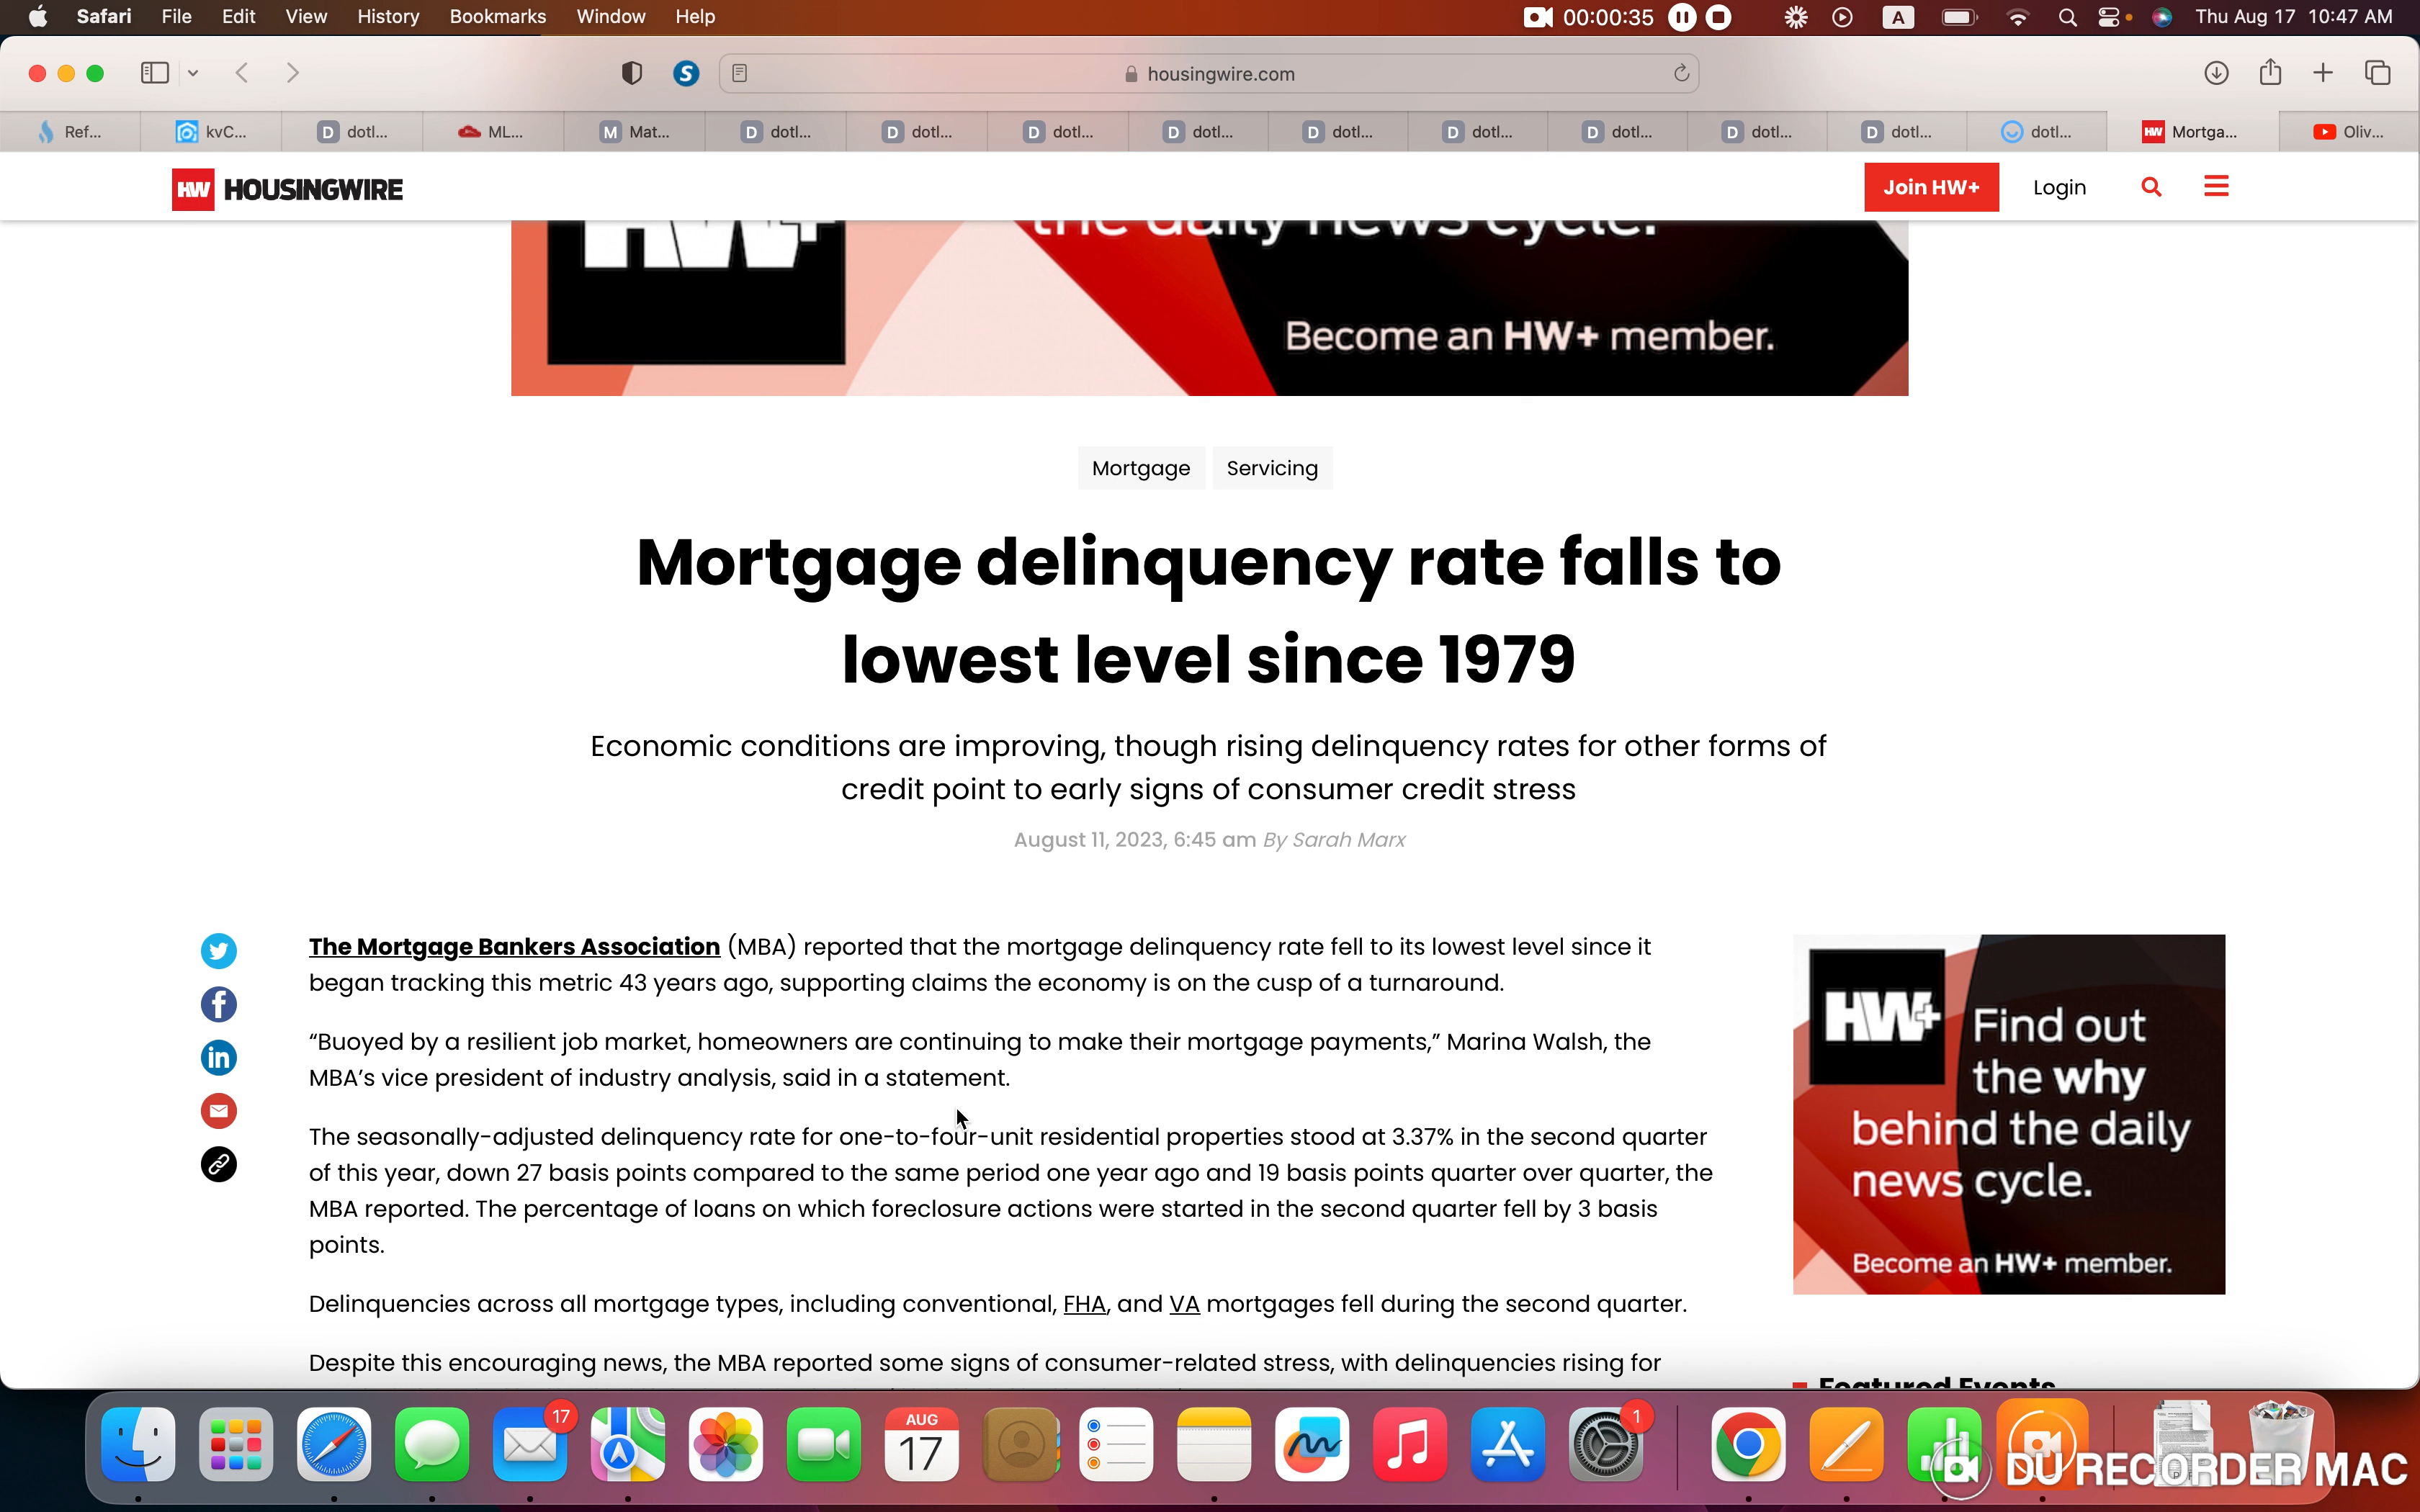 Safari File Edit View History Bookmarks Window Help 00:00:35 A Thu Aug 17 10:47 AM
S housingwire.com
Ref... kvC... D dotl... ML... M Mat... D dotl... D dotl... D dotl... D dotl... D dotl... D dotl... D dotl... D dotl... D dotl... dotl... HW Mortga... Oliv...
HW HOUSINGWIRE Join HW+ Login
HW+ the daily news cycle.
Become an HW+ member.
Mortgage Servicing
Mortgage delinquency rate falls to
lowest level since 1979
Economic conditions are improving, though rising delinquency rates for other forms of
credit point to early signs of consumer credit stress
August 11, 2023, 6:45 am By Sarah Marx
The Mortgage Bankers Association (MBA) reported that the mortgage delinquency rate fell to its lowest level since it
began tracking this metric 43 years ago, supporting claims the economy is on the cusp of a turnaround.
“Buoyed by a resilient job market, homeowners are continuing to make their mortgage payments,” Marina Walsh, the
MBA’s vice president of industry analysis, said in a statement.
The seasonally-adjusted delinquency rate for one-to-four-unit residential properties stood at 3.37% in the second quarter
of this year, down 27 basis points compared to the same period one year ago and 19 basis points quarter over quarter, the
MBA reported. The percentage of loans on which foreclosure actions were started in the second quarter fell by 3 basis
points.
Delinquencies across all mortgage types, including conventional, FHA, and VA mortgages fell during the second quarter.
Despite this encouraging news, the MBA reported some signs of consumer-related stress, with delinquencies rising for
HW+ Find out
the why
behind the daily
news cycle.
Become an HW+ member.
Featured Events
17
AUG
17
1
DU RECORDER MAC